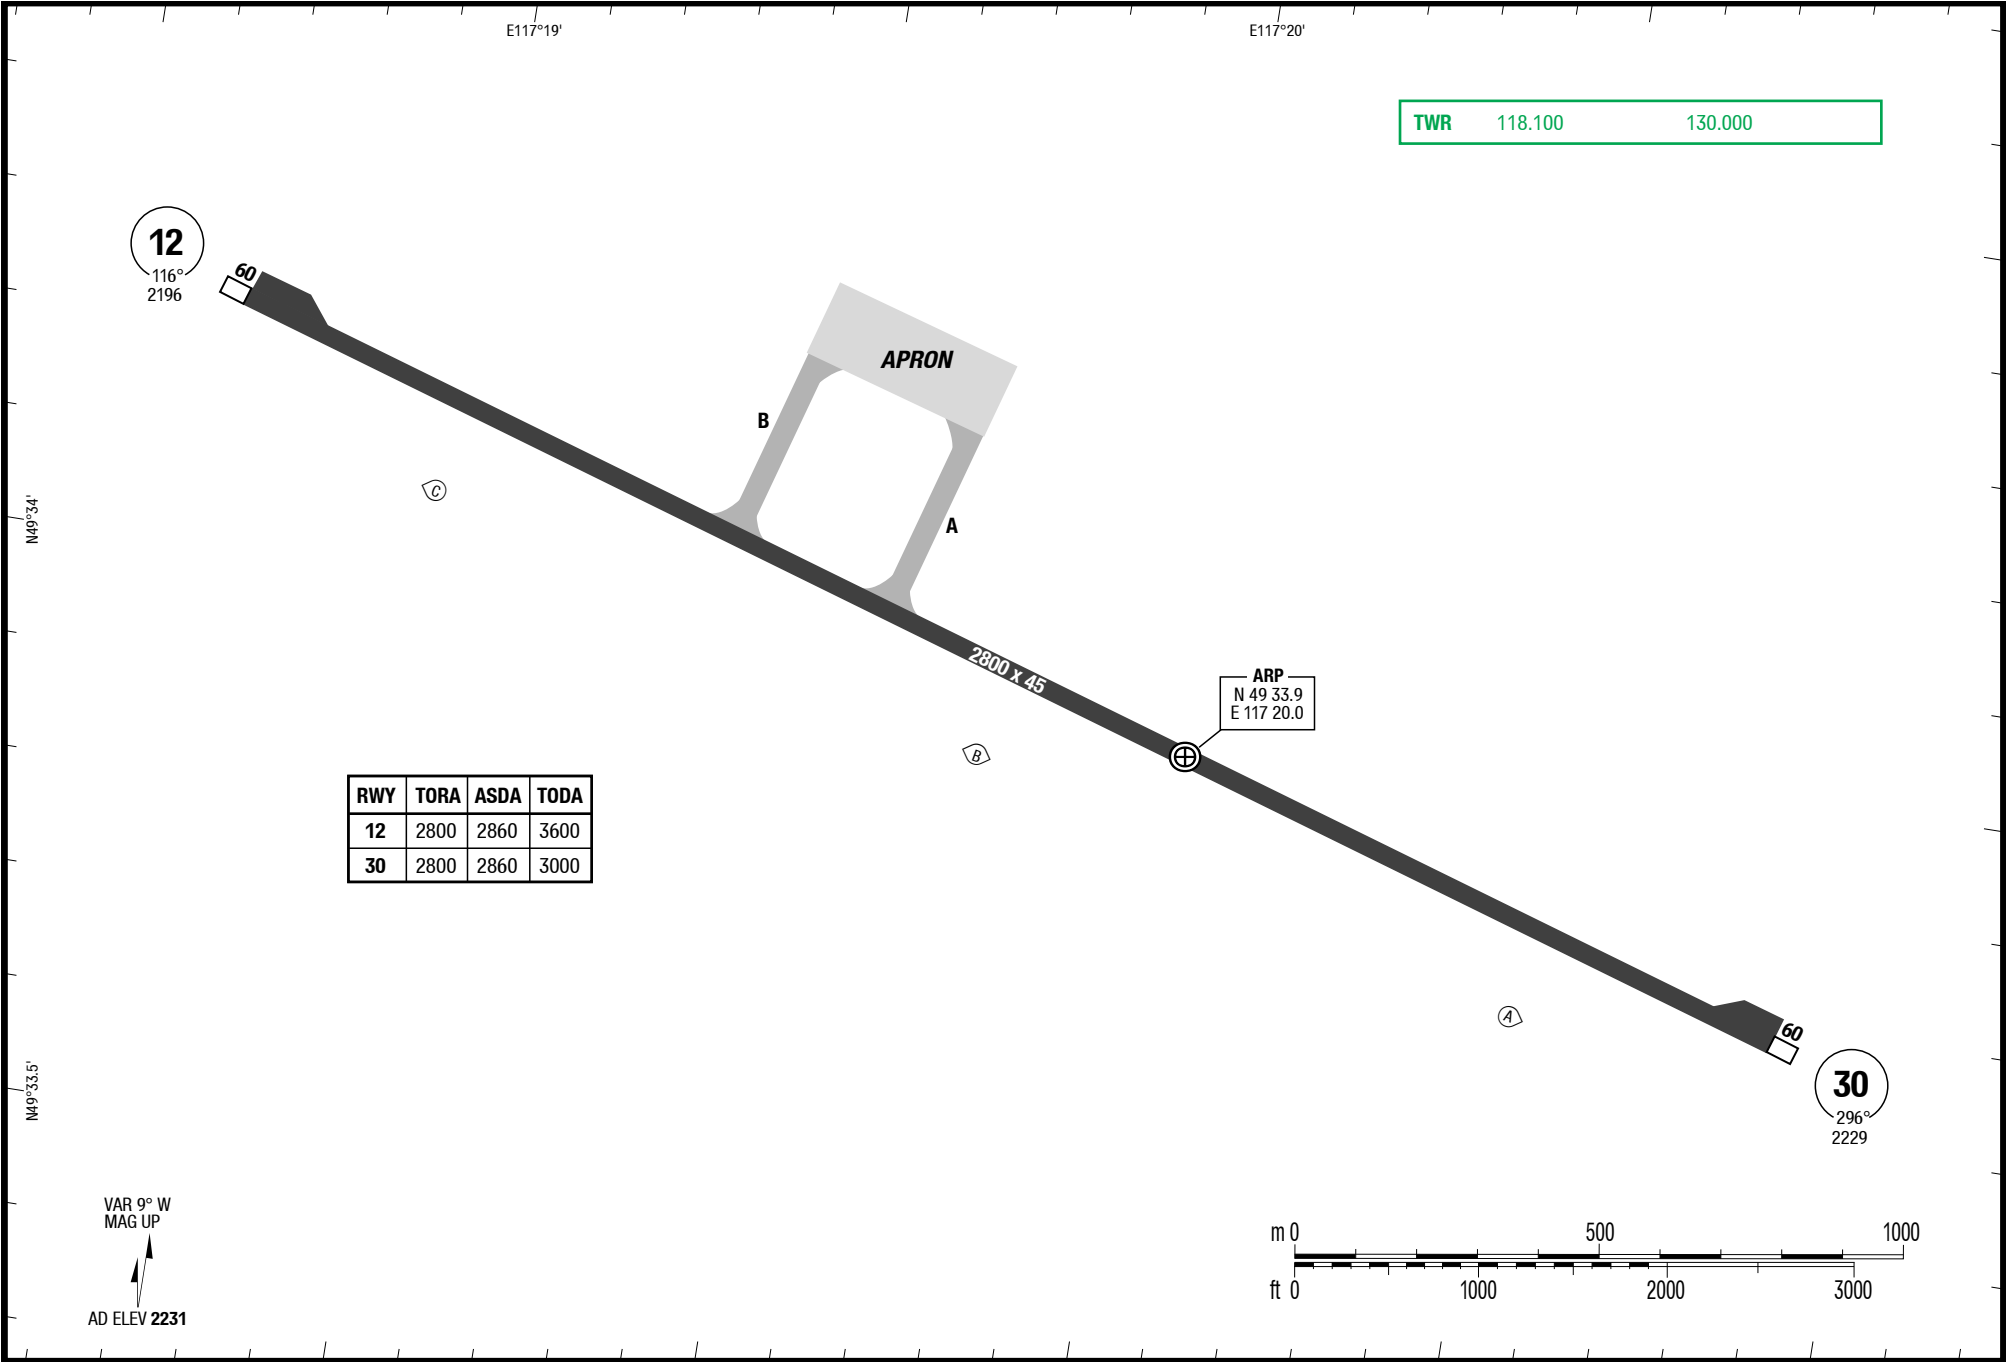 E117°19'
E117°20'
TWR 118.100 130.000
12
116°
2196
60
APRON
B
A
C
N49°34'
2800 x 45
ARP
N 49 33.9
E 117 20.0
B
RWY TORA ASDA TODA
12 2800 2860 3600
30 2800 2860 3000
A
60
30
296°
2229
N49°33.5'
VAR 9° W
MAG UP
AD ELEV 2231
m 0 500 1000
ft 0 1000 2000 3000